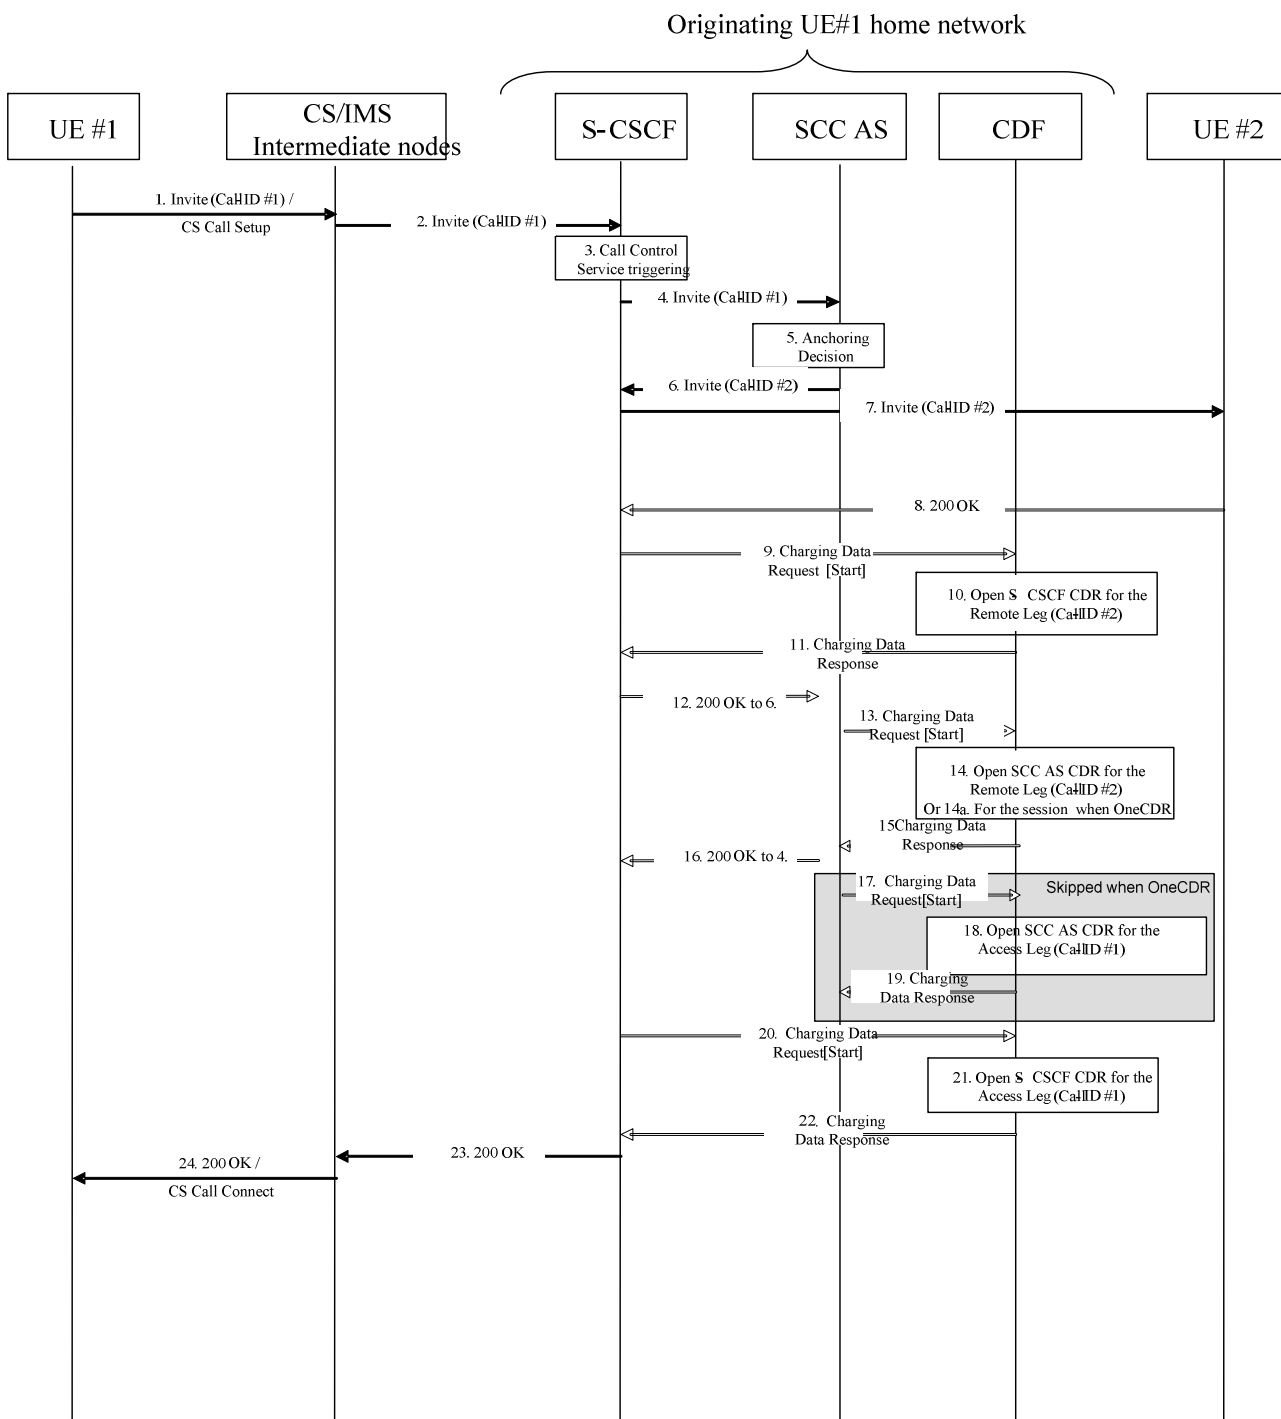 Originating UE#1 home network
UE #1
CS/IMS
Intermediate nodes
S-CSCF
SCC AS
CDF
UE #2
1. Invite (Call-ID #1) /
CS Call Setup
2. Invite (Call-ID #1)
3. Call Control
Service triggering
4. Invite (Call-ID #1)
5. Anchoring
Decision
6. Invite (Call-ID #2)
7. Invite (Call-ID #2)
8. 200 OK
9. Charging Data
Request [Start]
10. Open S-CSCF CDR for the
Remote Leg (Call-ID #2)
11. Charging Data
Response
12. 200 OK to 6.
13. Charging Data
Request [Start]
14. Open SCC AS CDR for the
Remote Leg (Call-ID #2)
Or 14a. For the session when OneCDR
15Charging Data
Response
16. 200 OK to 4.
Skipped when OneCDR
17. Charging Data
Request[Start]
18. Open SCC AS CDR for the
Access Leg (Call-ID #1)
19. Charging
Data Response
20. Charging Data
Request[Start]
21. Open S-CSCF CDR for the
Access Leg (Call-ID #1)
22. Charging
Data Response
23. 200 OK
24. 200 OK /
CS Call Connect